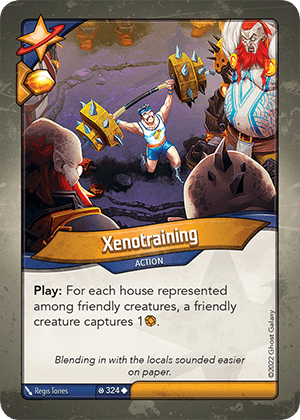 Xenotraining
ACTION
Play: For each house represented
among friendly creatures, a friendly
creature captures 1.
Blending in with the locals sounded easier
on paper.
©2022 Ghost Galaxy
Regis Torres
324